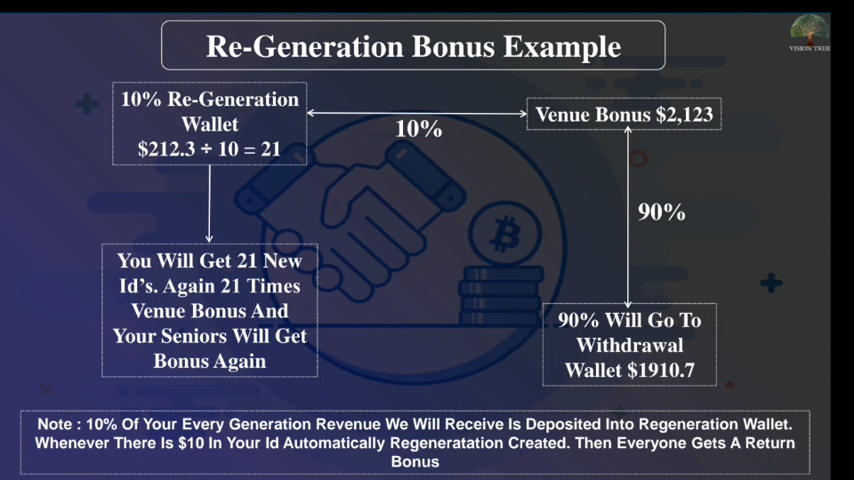 Re-Generation Bonus Example
VISION TREE
10% Re-Generation
Wallet
$212.3 ÷ 10 = 21
10%
Venue Bonus $2,123
90%
You Will Get 21 New
Id's. Again 21 Times
Venue Bonus And
Your Seniors Will Get
Bonus Again
90% Will Go To
Withdrawal
Wallet $1910.7
Note : 10% Of Your Every Generation Revenue We Will Receive Is Deposited Into Regeneration Wallet.
Whenever There Is $10 In Your Id Automatically Regeneratation Created. Then Everyone Gets A Return
Bonus